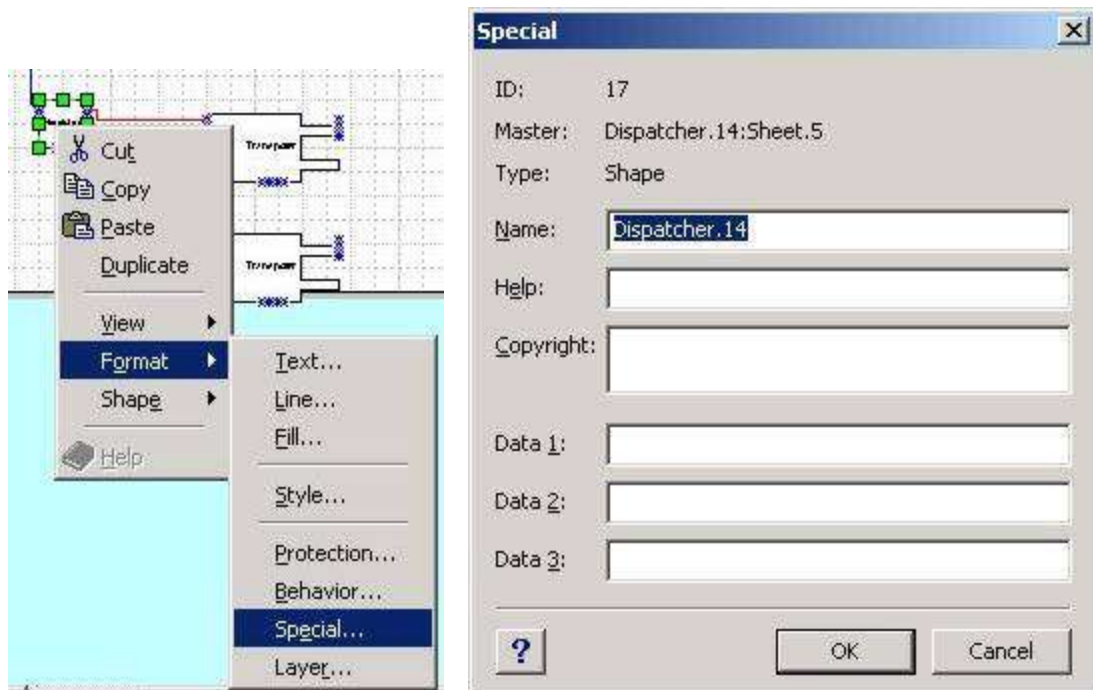 Transpass
Cut
Copy
Paste
Duplicate
Transpass
View
Format
Shape
Help
Text...
Line...
Fill...
Style...
Protection...
Behavior...
Special...
Layer...
Special
ID: 17
Master: Dispatcher.14:Sheet.5
Type: Shape
Name: Dispatcher.14
Help:
Copyright:
Data 1:
Data 2:
Data 3:
?
OK
Cancel